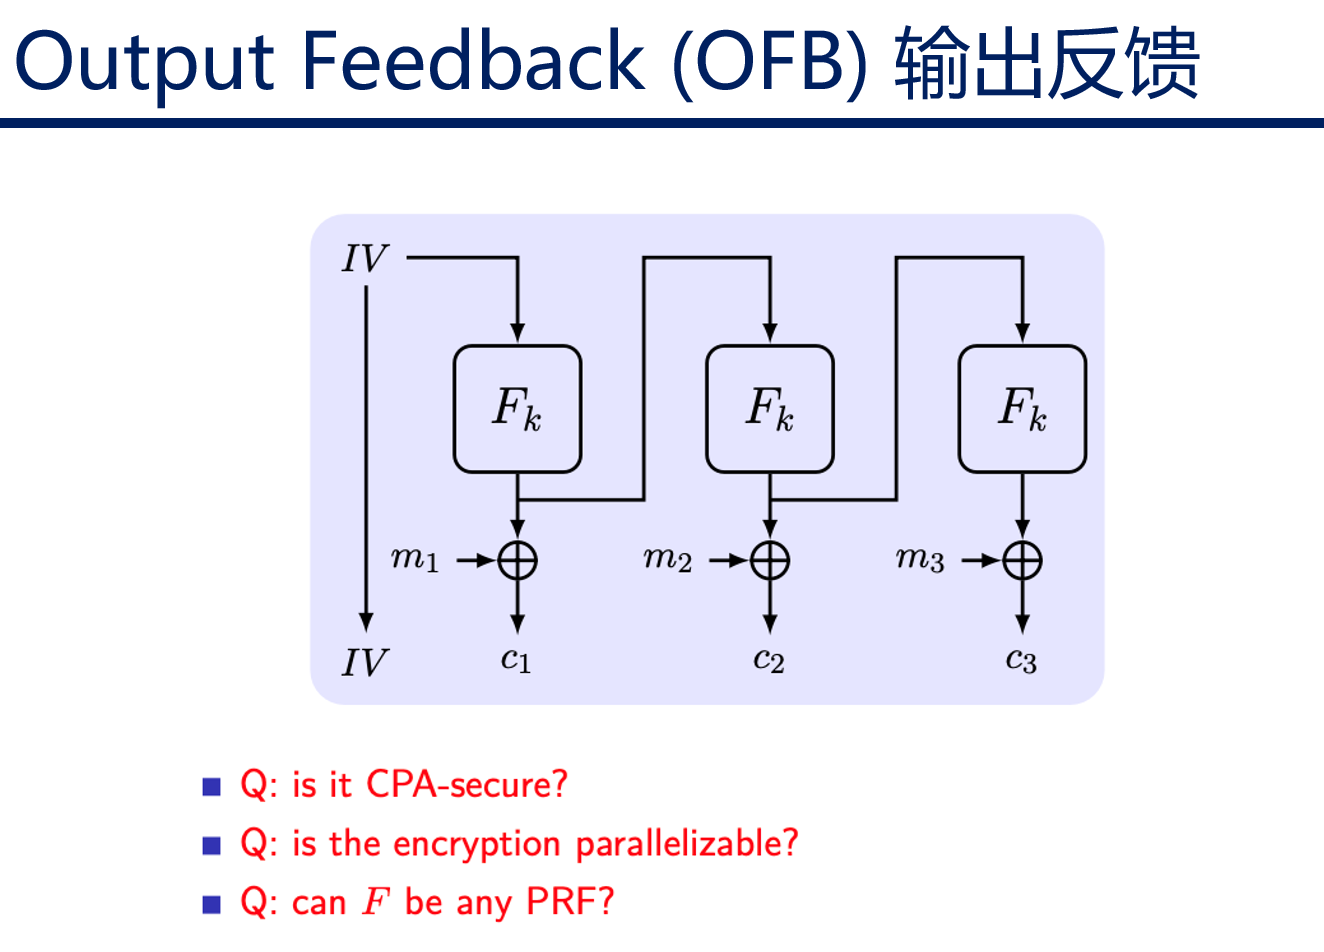 Output Feedback (OFB) 输出反馈
IV
F_k F_k F_k
m_1 m_2 m_3
IV c_1 c_2 c_3
Q: is it CPA-secure?
Q: is the encryption parallelizable?
Q: can F be any PRF?